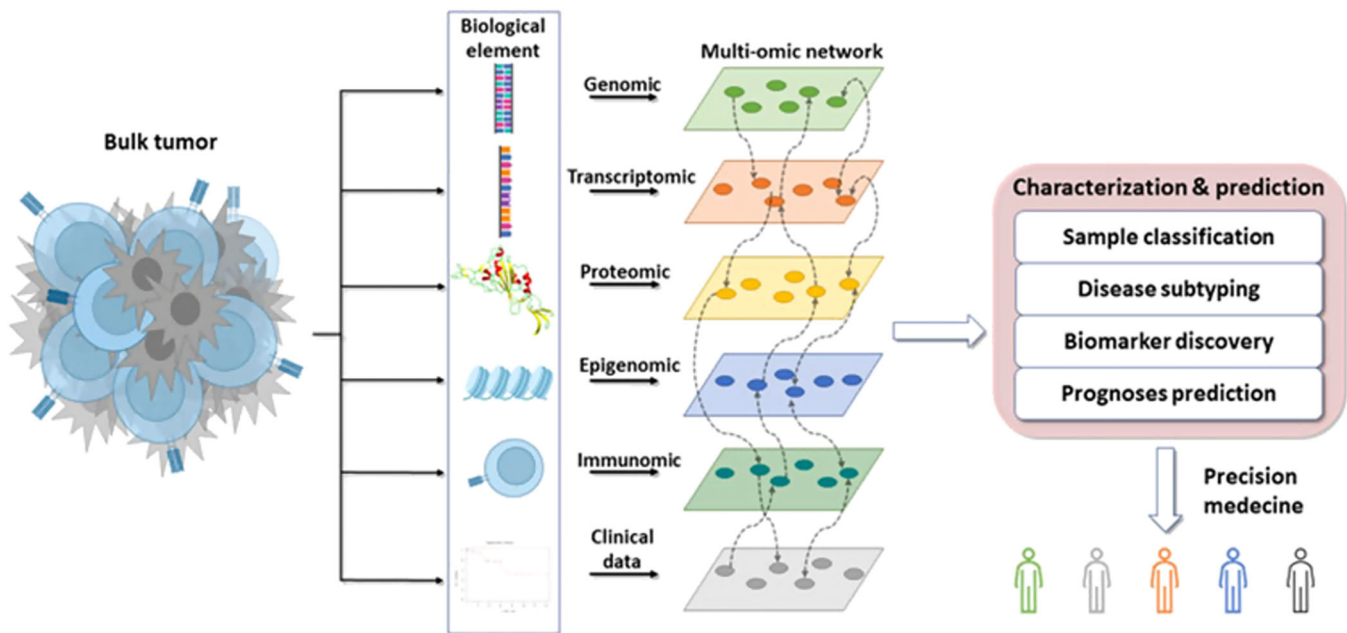 Bulk tumor
Biological
element
Multi-omic network
Genomic
Transcriptomic
Proteomic
Epigenomic
Immunomic
Clinical
data
Characterization & prediction
Sample classification
Disease subtyping
Biomarker discovery
Prognoses prediction
Precision
medecine